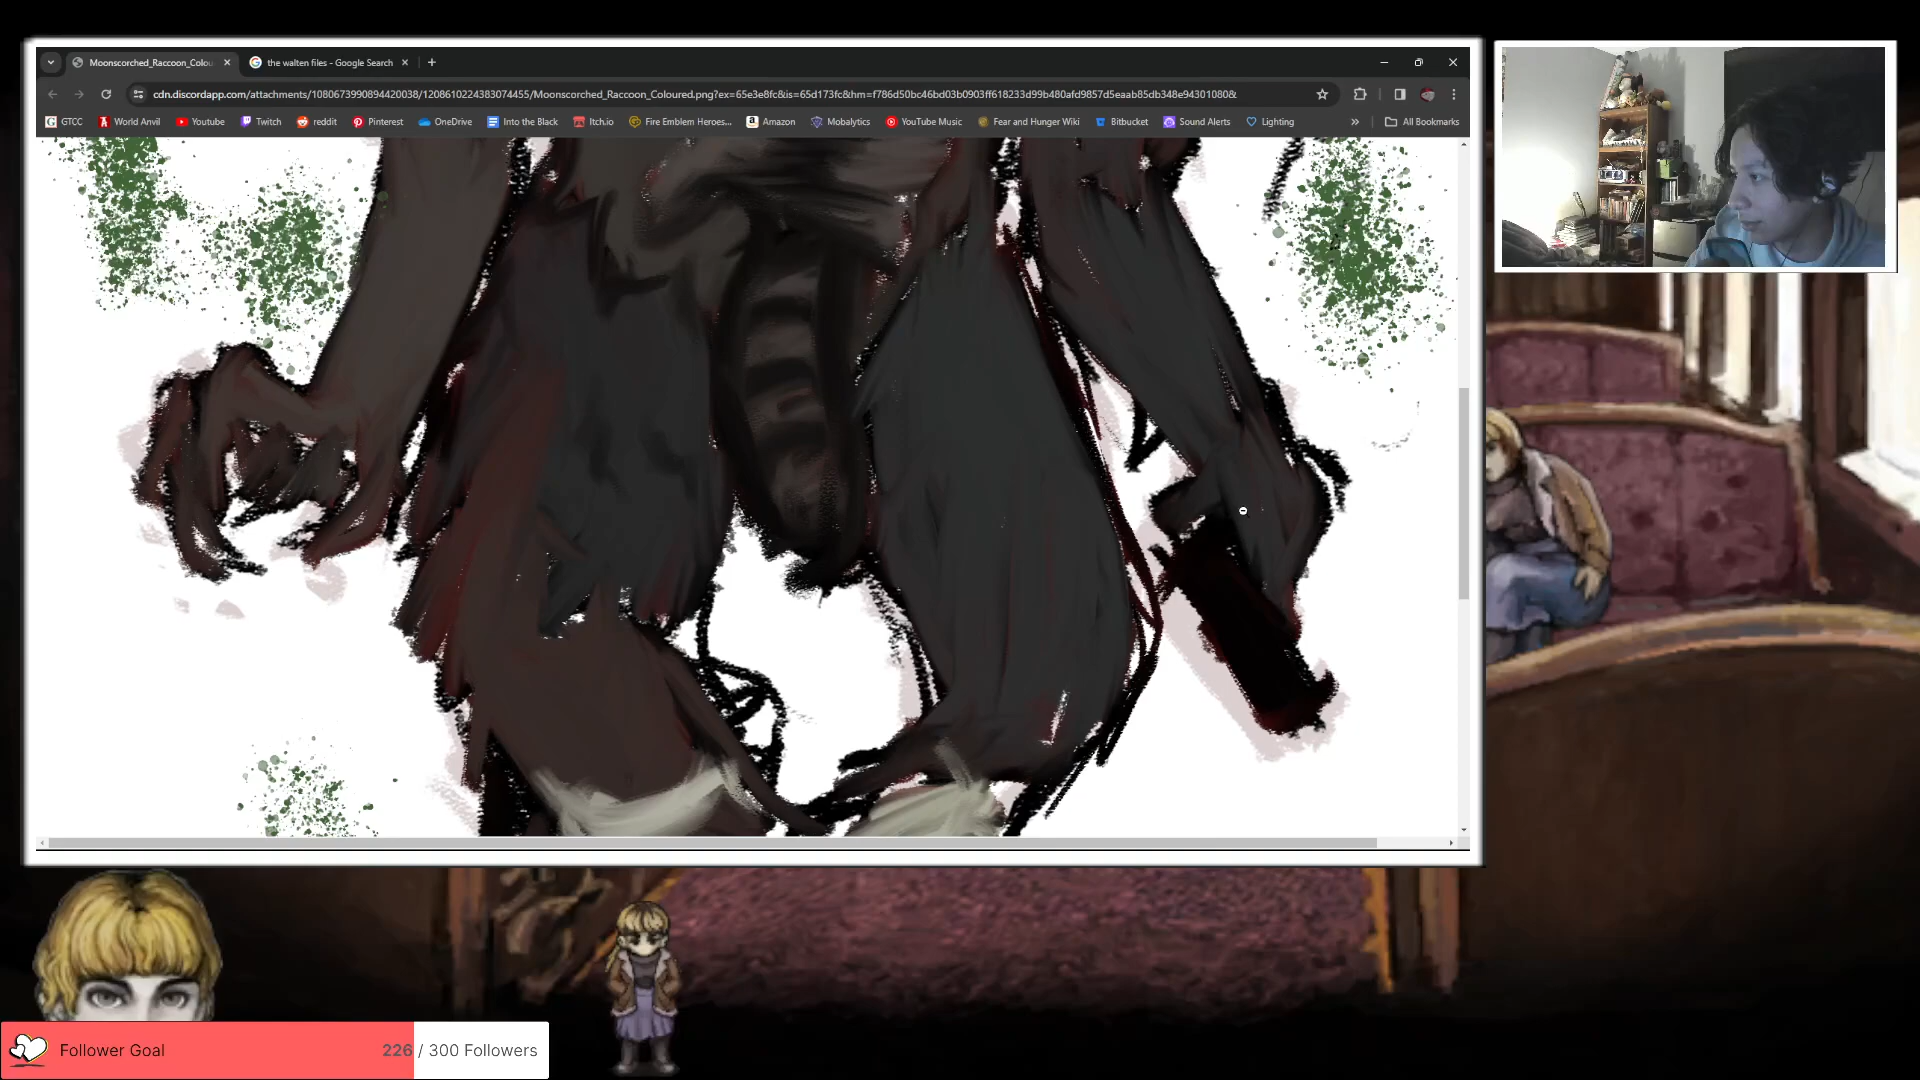 Moonscorched_Raccoon_Colou
the walten files - Google Search
cdn.discordapp.com/attachments/1080673990894420038/1208610224383074455/Moonscorched_Raccoon_Coloured.png?ex=65e3e8fc&is=65d173fc&hm=f786d50bc46bd03b0903ff618233d99b480afd9857d5eaab85db348e94301080&
GTCC
World Anvil
Youtube
Twitch
reddit
Pinterest
OneDrive
Into the Black
Itch.io
Fire Emblem Heroes...
Amazon
Mobalytics
YouTube Music
Fear and Hunger Wiki
Bitbucket
Sound Alerts
Lighting
All Bookmarks
Follower Goal
226 / 300 Followers